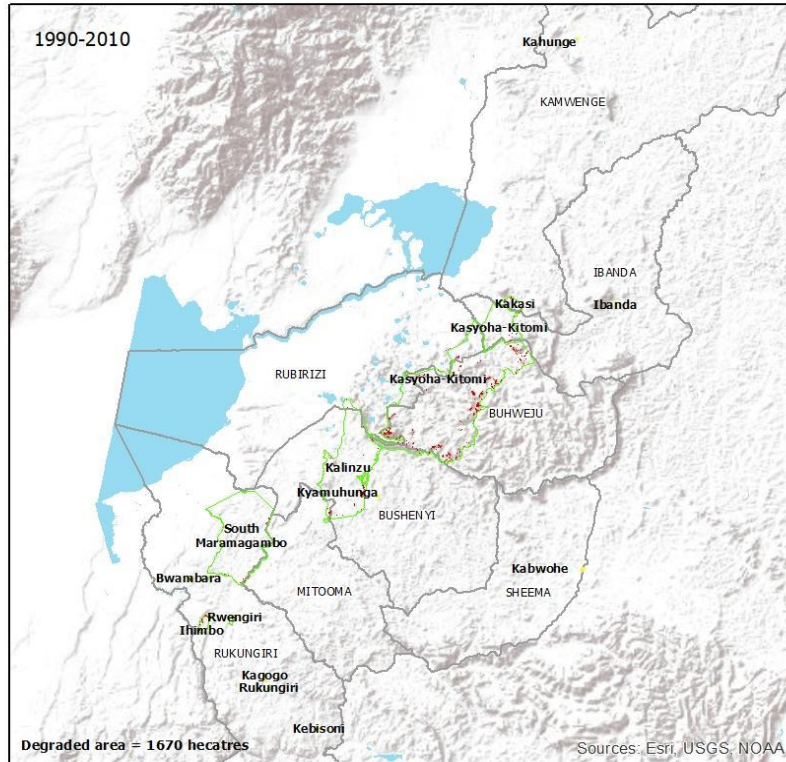 1990-2010
Kahunge
KAMWENGE
IBANDA
Ibanda
Kakasi
Kasyoha-Kitomi
RUBIRIZI
Kasyoha-Kitomi
BUHWEJU
Kalinzu
Kyamuhunga
BUSHENYI
South
Maramagambo
Bwambara
Kabwohe
SHEEMA
MITOOMA
Rwengiri
Ihimbo
RUKUNGIRI
Kagogo
Rukungiri
Kebisoni
Degraded area = 1670 hecatres
Sources: Esri, USGS, NOAA